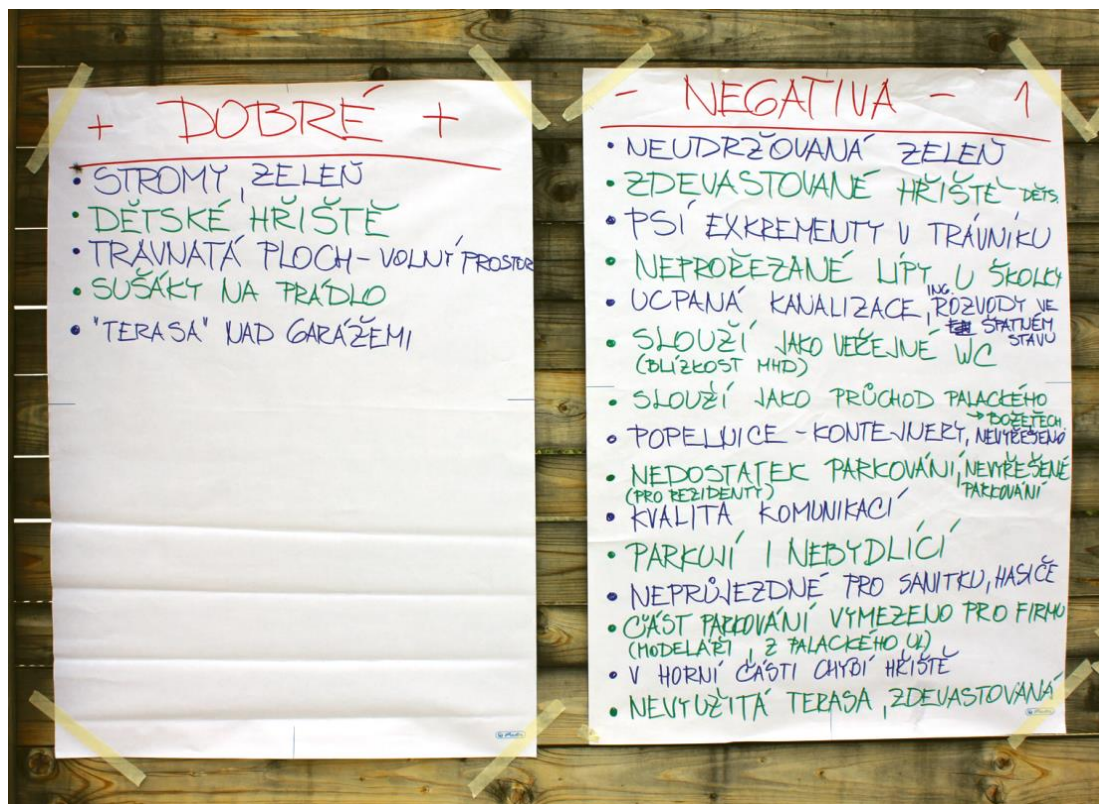 + DOBRÉ +
• STROMY, ZELEŇ
• DĚTSKÉ HŘIŠTĚ
• TRAVNATÁ PLOCH - VOLNÝ PROSTOR
• SUŠÁKY NA PRÁDLO
• "TERASA" NAD GARÁŽEMI
- NEGATIVA - 1
• NEUDRŽOVANÁ ZELEŇ
• ZDEVASTOVANÉ HŘIŠTĚ DĚTS.
• PSÍ EXKREMENTY V TRÁVNÍKU
• NEPROŘEZANÉ LÍPY U ŠKOLKY
• UCPANÁ KANALIZACE, ING. ROZVODY VE
ŠPATNÉM
STAVU
• SLOUŽÍ JAKO VEŘEJNÉ WC
(BLÍZKOST MHD)
• SLOUŽÍ JAKO PRŮCHOD PALACKÉHO
→ BOŽETĚCH.
• POPELNICE - KONTEJNERY, NEVYŘEŠENO
• NEDOSTATEK PARKOVÁNÍ, NEVYŘEŠENÉ
(PRO REZIDENTY) PARKOVÁNÍ
• KVALITA KOMUNIKACÍ
• PARKUJÍ I NEBYDLÍCÍ
• NEPRŮJEZDNÉ PRO SANITKU, HASIČE
• ČÁST PARKOVÁNÍ VYMEZENO PRO FIRMU
(MODELÁŘI, Z PALACKÉHO UL)
• V HORNÍ ČÁSTI CHYBÍ HŘIŠTĚ
• NEVYUŽITÁ TERASA, ZDEVASTOVANÁ